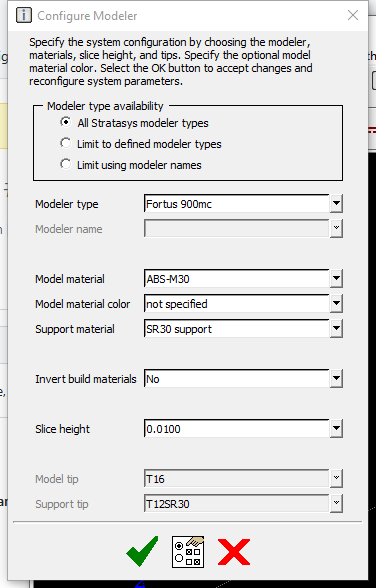 Configure Modeler
Specify the system configuration by choosing the modeler,
materials, slice height, and tips. Specify the optional model
material color. Select the OK button to accept changes and
reconfigure system parameters.
Modeler type availability
All Stratasys modeler types
Limit to defined modeler types
Limit using modeler names
Modeler type Fortus 900mc
Modeler name
Model material ABS-M30
Model material color not specified
Support material SR30 support
Invert build materials No
Slice height 0.0100
Model tip T16
Support tip T12SR30